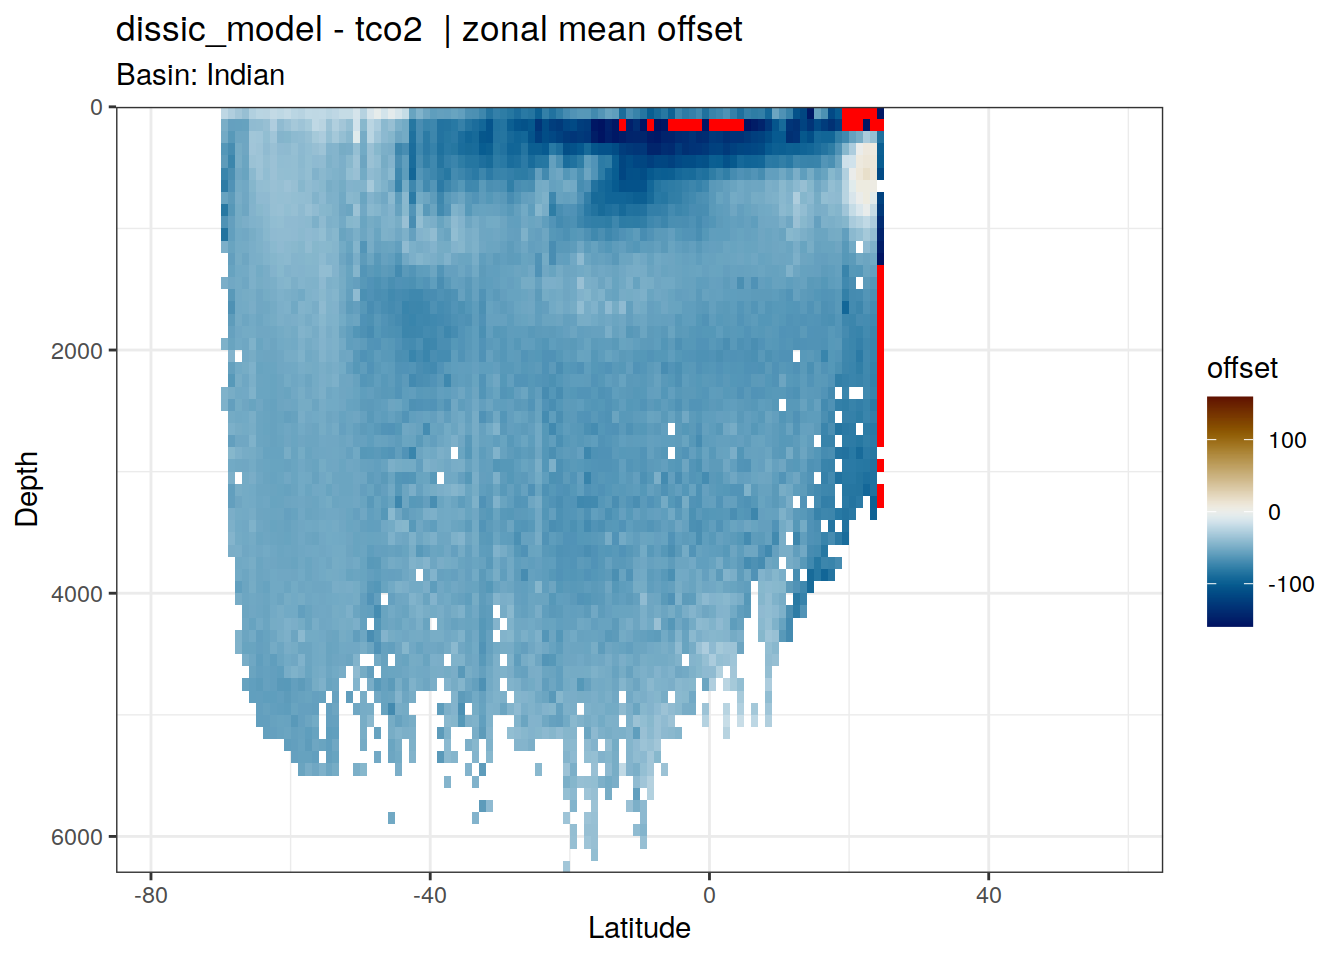 dissic_model - tco2  | zonal mean offset
Basin: Indian
0
2000
4000
6000
Depth
-80
-40
0
40
Latitude
offset
100
0
-100